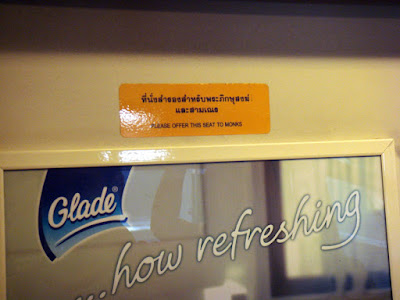 ที่นั่งสำรองสำหรับพระภิกษุสงฆ์
และสามเณร
PLEASE OFFER THIS SEAT TO MONKS
Glade®
...how refreshing